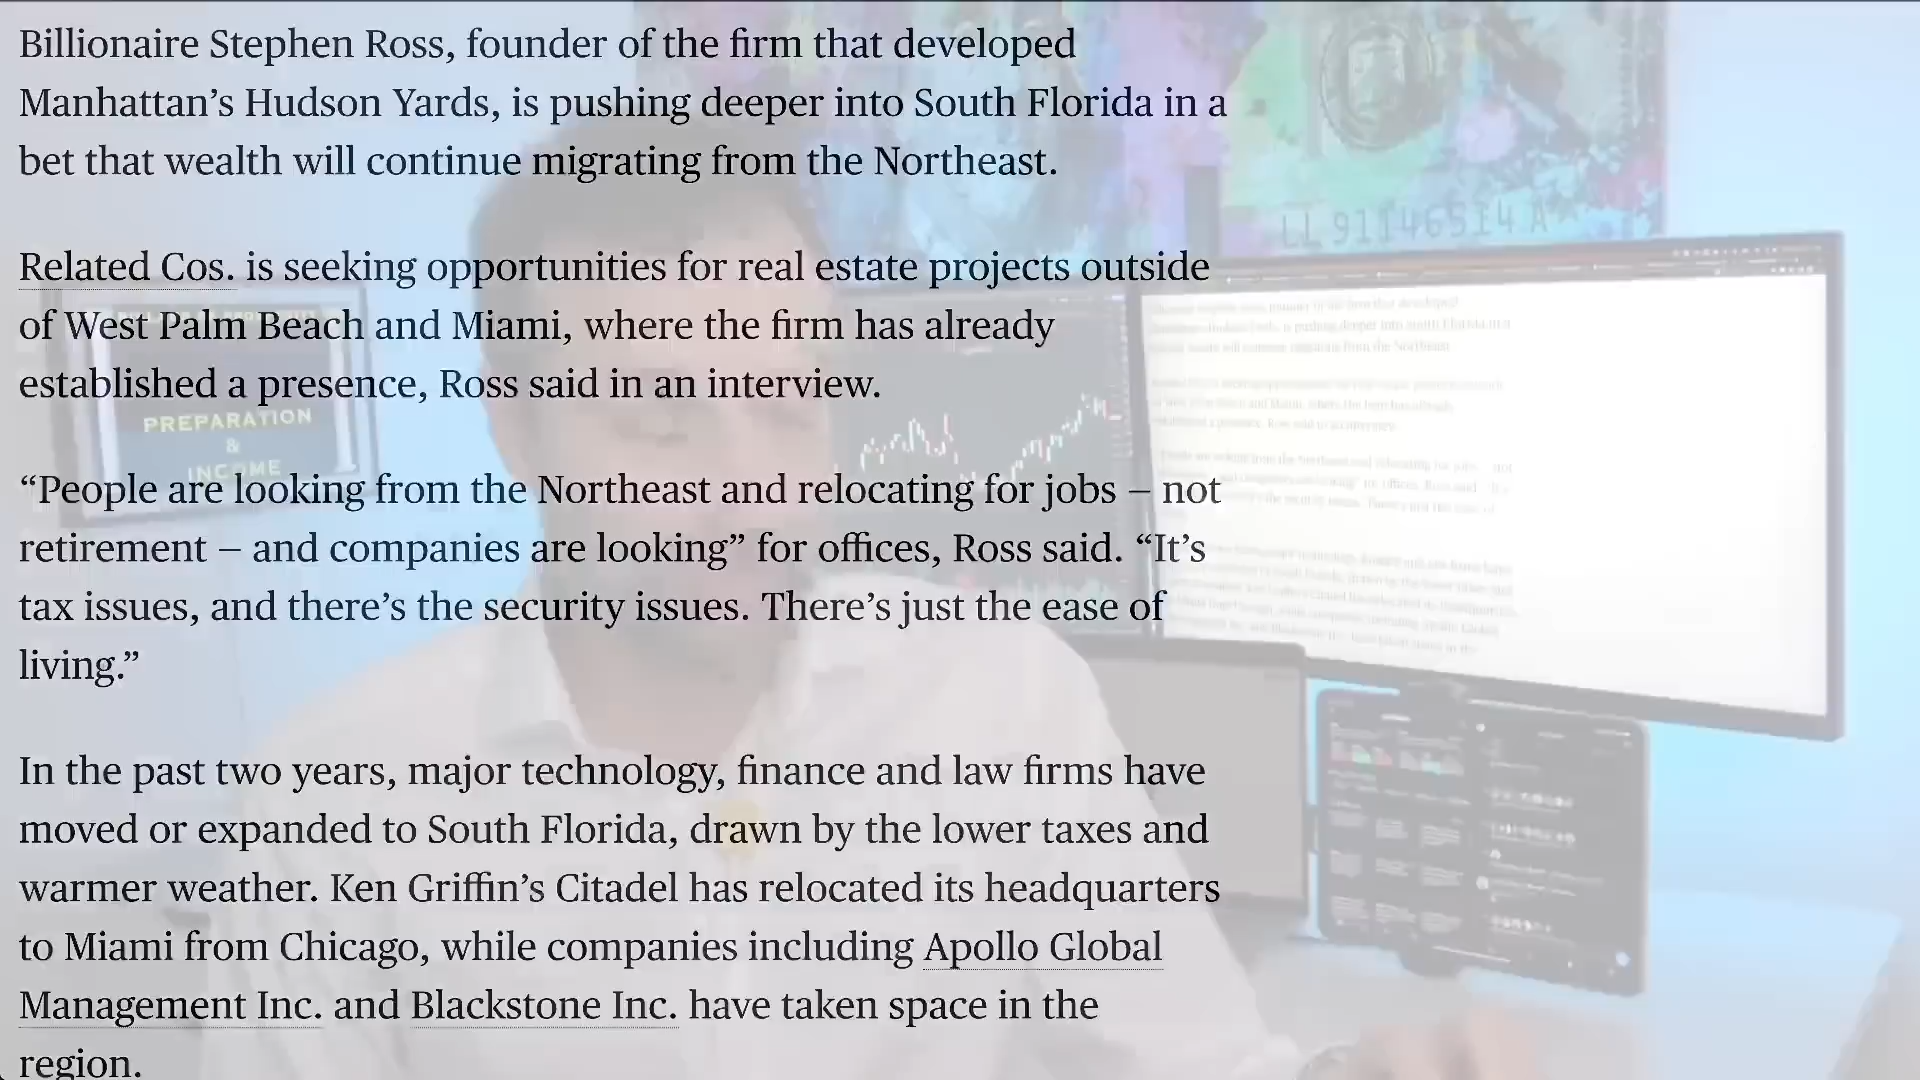 Billionaire Stephen Ross, founder of the firm that developed
Manhattan’s Hudson Yards, is pushing deeper into South Florida in a
bet that wealth will continue migrating from the Northeast.
Related Cos. is seeking opportunities for real estate projects outside
of West Palm Beach and Miami, where the firm has already
established a presence, Ross said in an interview.
“People are looking from the Northeast and relocating for jobs – not
retirement – and companies are looking” for offices, Ross said. “It’s
tax issues, and there’s the security issues. There’s just the ease of
living.”
In the past two years, major technology, finance and law firms have
moved or expanded to South Florida, drawn by the lower taxes and
warmer weather. Ken Griffin’s Citadel has relocated its headquarters
to Miami from Chicago, while companies including Apollo Global
Management Inc. and Blackstone Inc. have taken space in the
region.
PREPARATION
&
INCOME
LL 91146514 A